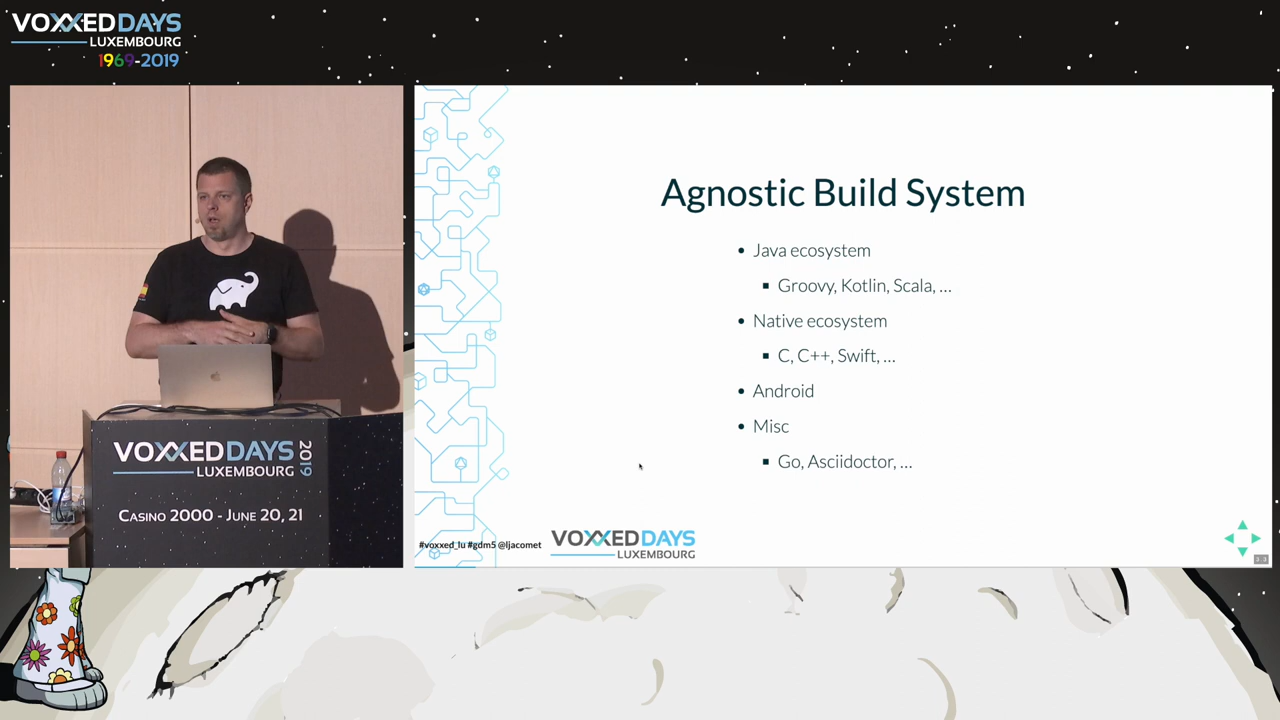 VOXXED DAYS
LUXEMBOURG
1969-2019
Agnostic Build System
• Java ecosystem
▪ Groovy, Kotlin, Scala, ...
• Native ecosystem
▪ C, C++, Swift, ...
• Android
• Misc
▪ Go, Asciidoctor, ...
#voxxed_lu #gdm5 @ljacomet
VOXXED DAYS
LUXEMBOURG
VOXXED DAYS
LUXEMBOURG
2019
CASINO 2000 - JUNE 20, 21